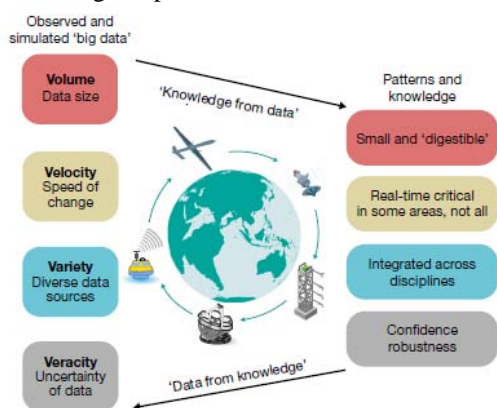 Observed and
simulated ‘big data’
Volume
Data size
Velocity
Speed of
change
Variety
Diverse data
sources
Veracity
Uncertainty
of data
‘Knowledge from data’
‘Data from knowledge’
Patterns and
knowledge
Small and ‘digestible’
Real-time critical
in some areas, not all
Integrated across
disciplines
Confidence
robustness